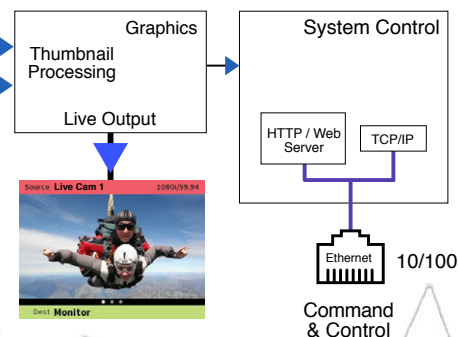 Graphics
Thumbnail
Processing
Live Output
Source Live Cam 1 1080i/59.94
Dest Monitor
System Control
HTTP / Web
Server
TCP/IP
Ethernet
10/100
Command
& Control